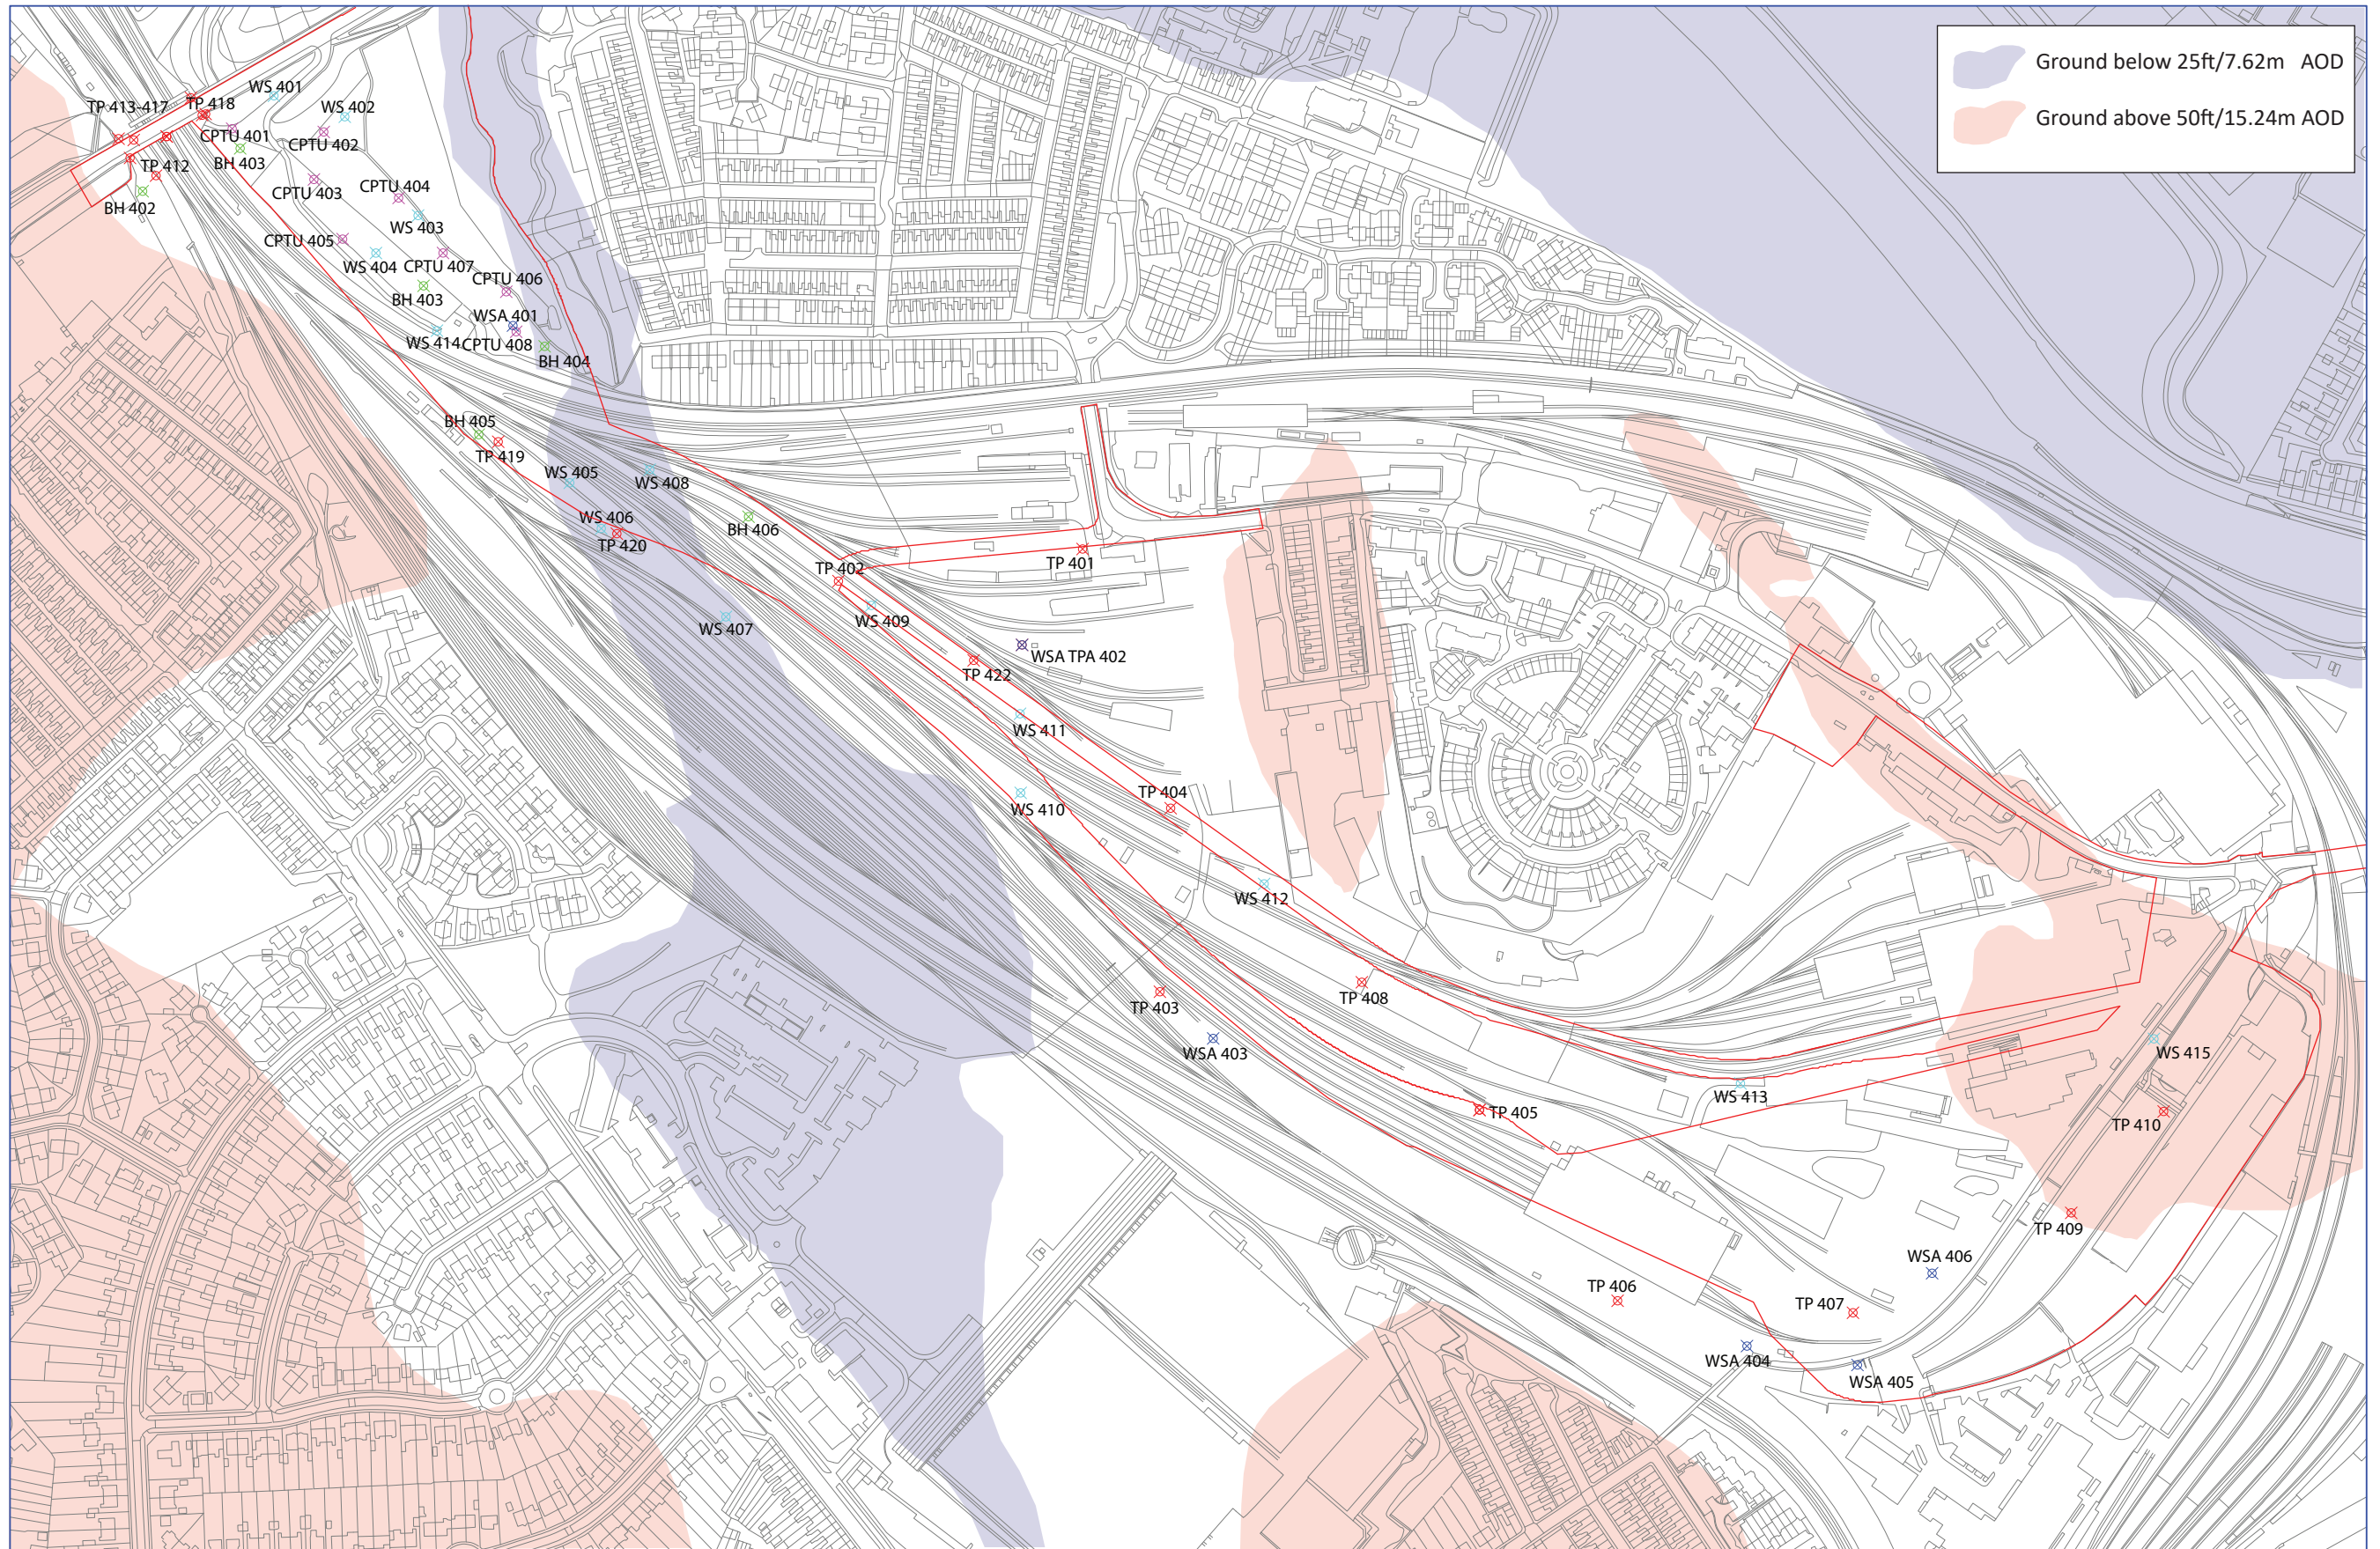 Ground below 25ft/7.62m AOD
Ground above 50ft/15.24m AOD
WS 401
TP 413-417
TP 418
WS 402
CPTU 401
CPTU 402
BH 403
TP 412
CPTU 404
CPTU 403
BH 402
WS 403
CPTU 405
WS 404
CPTU 407
CPTU 406
BH 403
WSA 401
WS 414
CPTU 408
BH 404
BH 405
TP 419
WS 405
WS 408
WS 406
BH 406
TP 420
TP 401
TP 402
WS 409
WS 407
WSA TPA 402
TP 422
WS 411
TP 404
WS 410
WS 412
TP 408
TP 403
WSA 403
WS 415
WS 413
TP 405
TP 410
TP 409
WSA 406
TP 406
TP 407
WSA 404
WSA 405